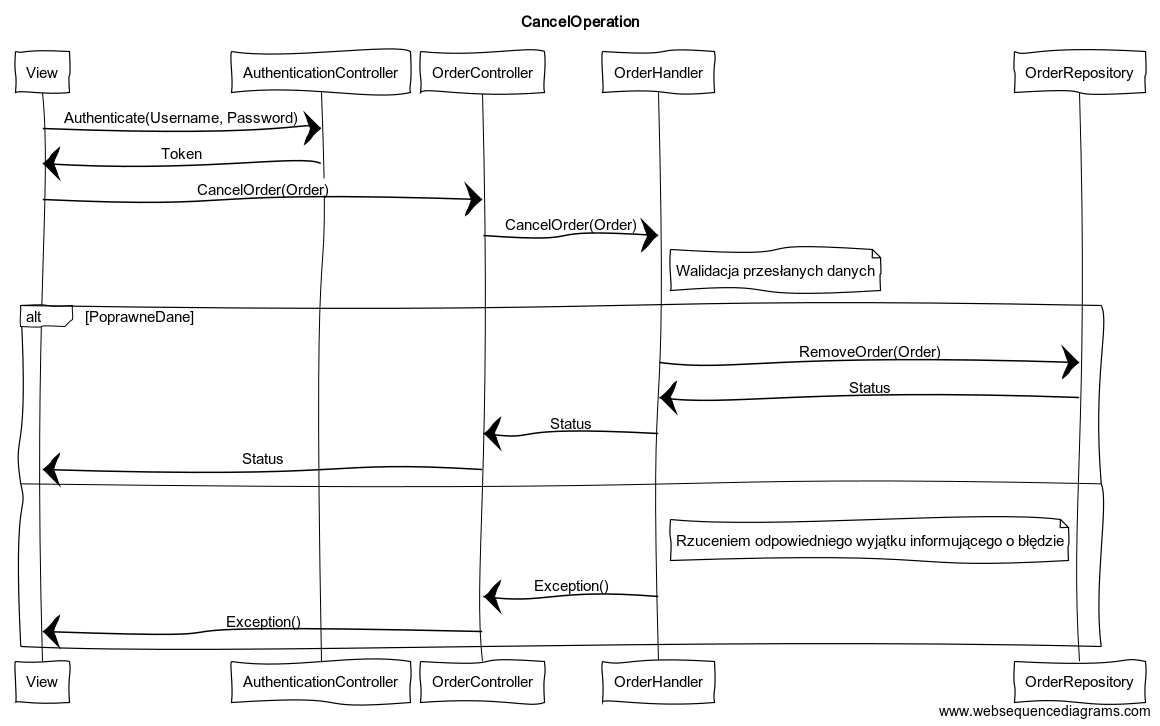 CancelOperation
View
AuthenticationController
OrderController
OrderHandler
OrderRepository
Authenticate(Username, Password)
Token
CancelOrder(Order)
CancelOrder(Order)
Walidacja przesłanych danych
alt
[PoprawneDane]
RemoveOrder(Order)
Status
Status
Status
Rzuceniem odpowiedniego wyjątku informującego o błędzie
Exception()
Exception()
View
AuthenticationController
OrderController
OrderHandler
OrderRepository
www.websequencediagrams.com